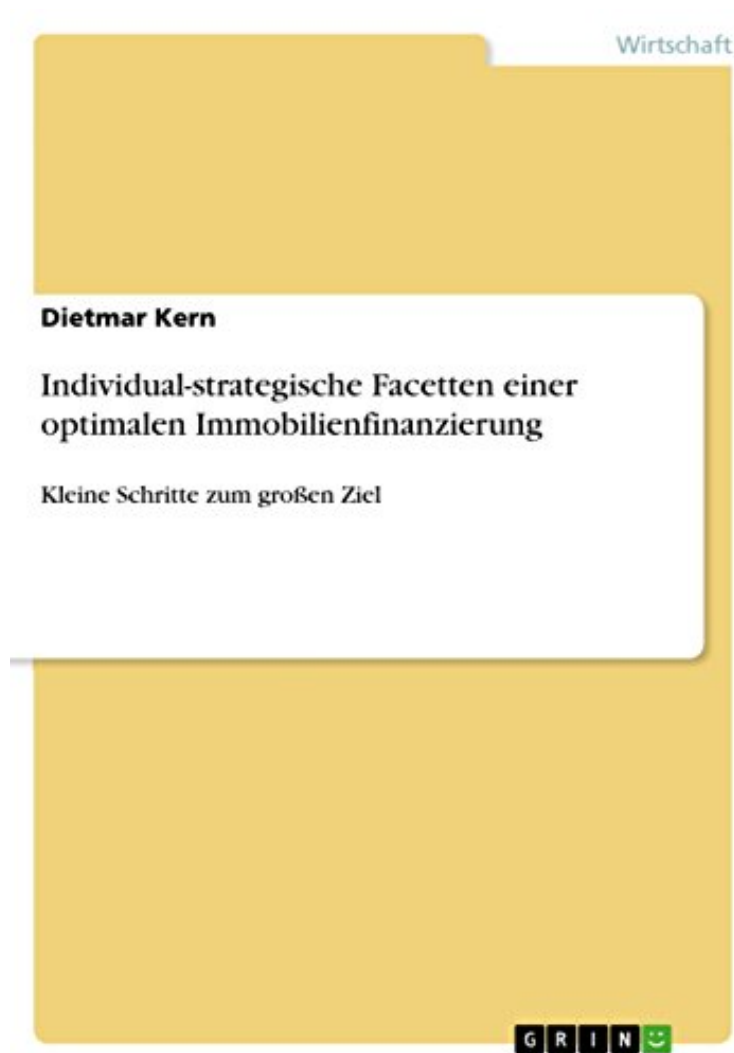 Wirtschaft
Dietmar Kern
Individual-strategische Facetten einer
optimalen Immobilienfinanzierung
Kleine Schritte zum großen Ziel
GRIN